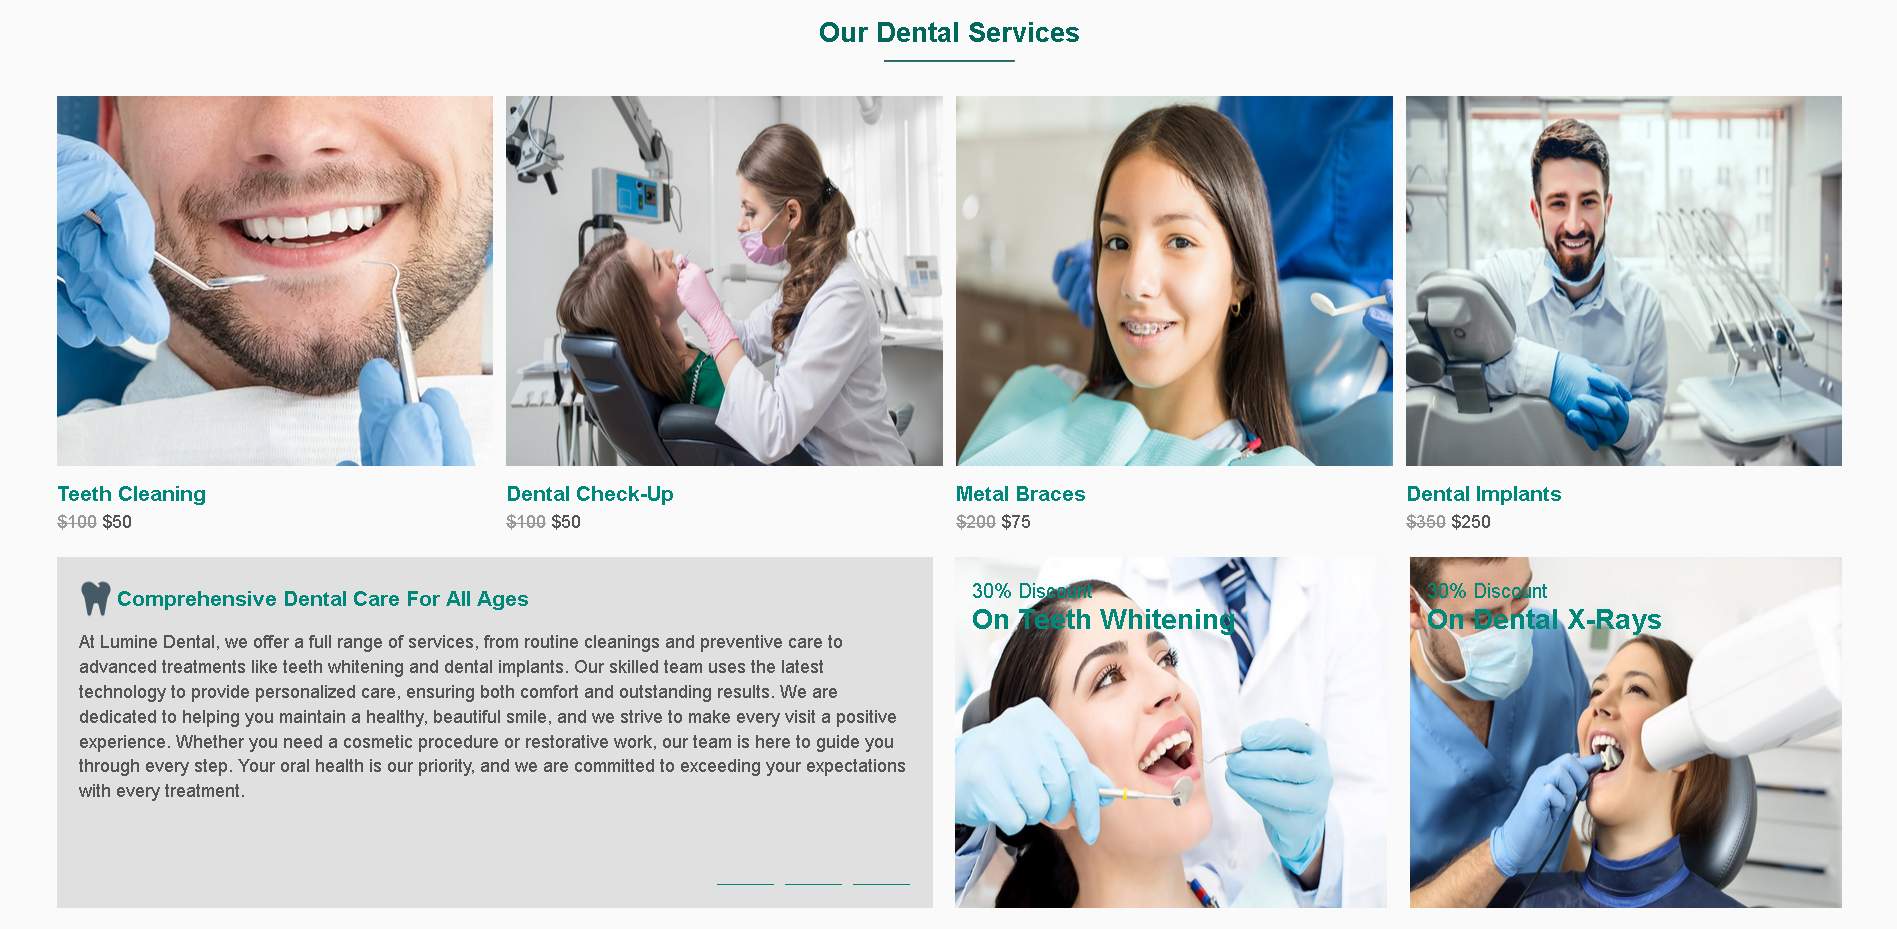 Our Dental Services
Teeth Cleaning
$100 $50
Dental Check-Up
$100 $50
Metal Braces
$200 $75
Dental Implants
$350 $250
Comprehensive Dental Care For All Ages
At Lumine Dental, we offer a full range of services, from routine cleanings and preventive care to
advanced treatments like teeth whitening and dental implants. Our skilled team uses the latest
technology to provide personalized care, ensuring both comfort and outstanding results. We are
dedicated to helping you maintain a healthy, beautiful smile, and we strive to make every visit a positive
experience. Whether you need a cosmetic procedure or restorative work, our team is here to guide you
through every step. Your oral health is our priority, and we are committed to exceeding your expectations
with every treatment.
30% Discount
On Teeth Whitening
30% Discount
On Dental X-Rays